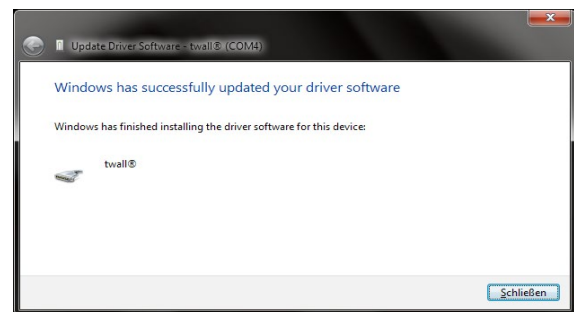 Update Driver Software - twall® (COM4)
Windows has successfully updated your driver software
Windows has finished installing the driver software for this device:
twall®
Schließen